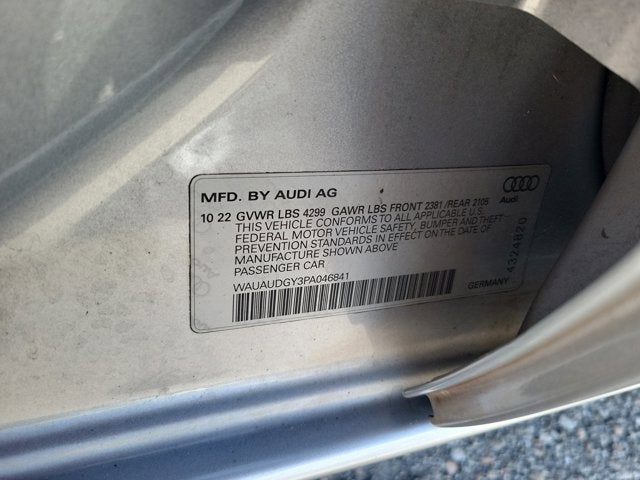 MFD. BY AUDI AG
Audi
10 22 GVWR LBS 4299 GAWR LBS FRONT 2381/REAR 2105
THIS VEHICLE CONFORMS TO ALL APPLICABLE U.S.
FEDERAL MOTOR VEHICLE SAFETY, BUMPER AND THEFT
PREVENTION STANDARDS IN EFFECT ON THE DATE OF
MANUFACTURE SHOWN ABOVE
PASSENGER CAR
WAUAUDGY3PA046841
GERMANY
4324820